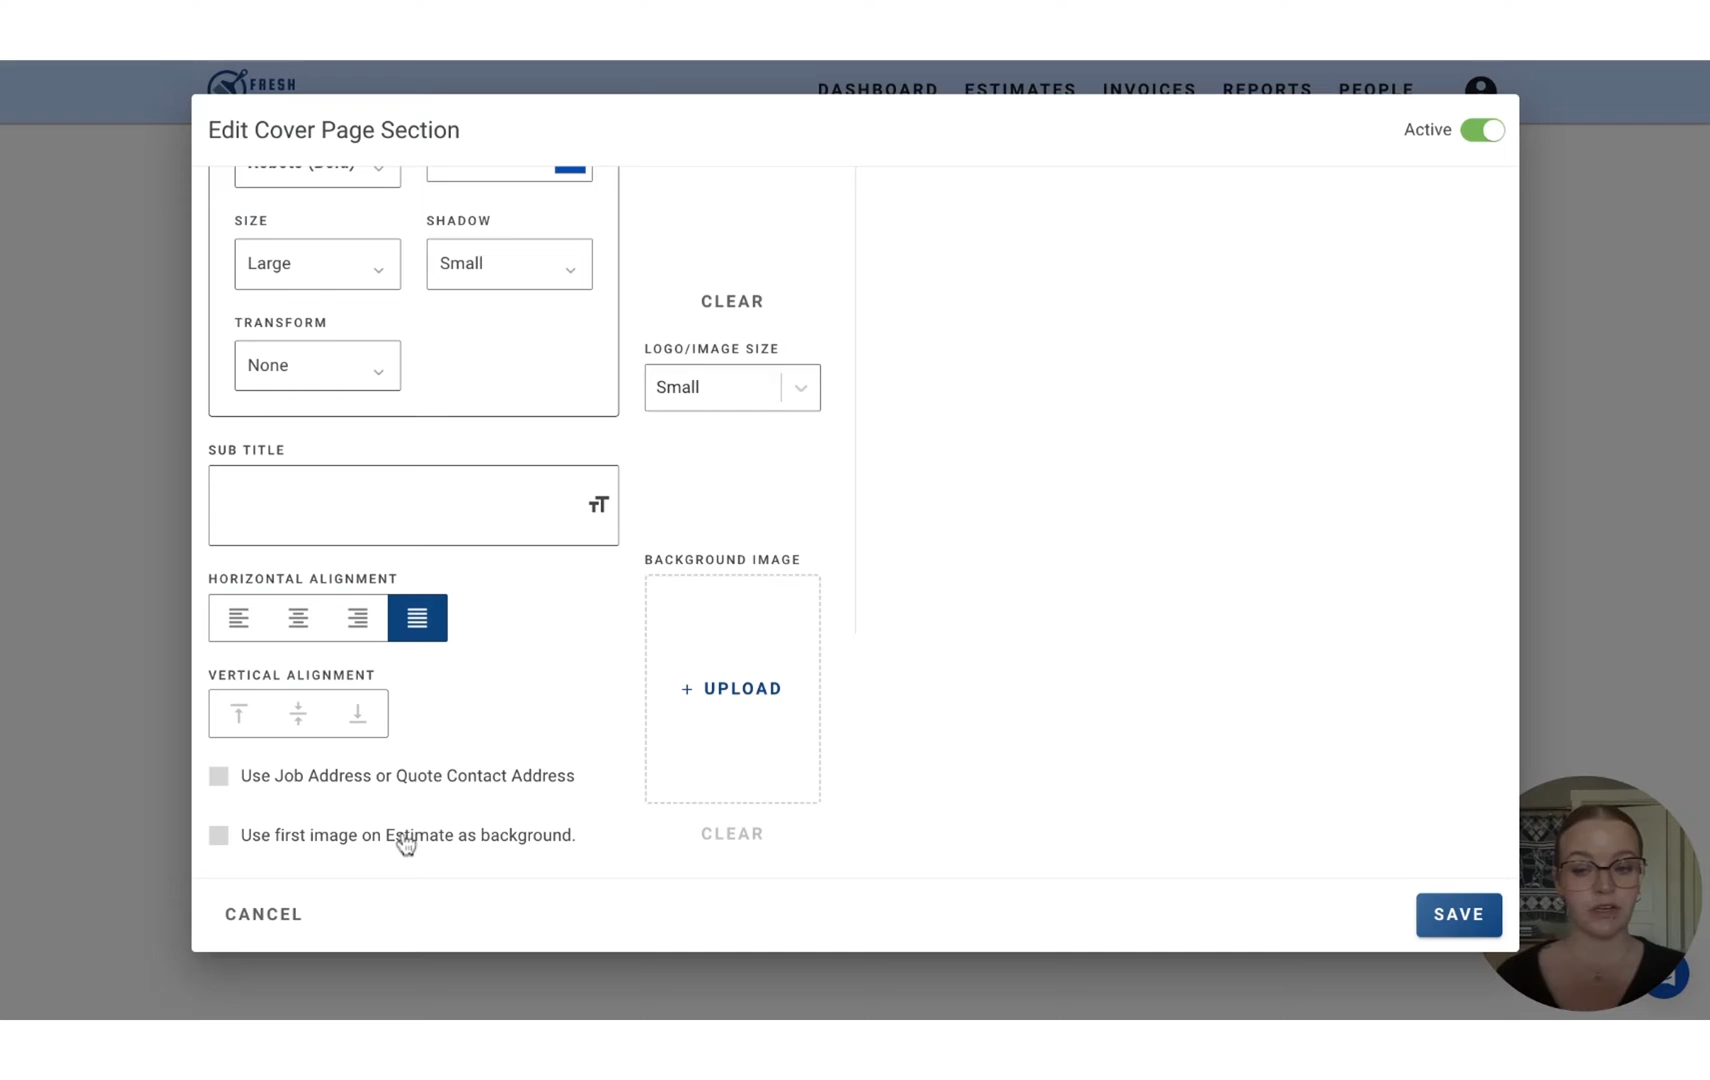 FRESH
DASHBOARD ESTIMATES INVOICES REPORTS PEOPLE
Edit Cover Page Section
Active
Roboto (Bold)
SIZE
SHADOW
Large
Small
TRANSFORM
None
CLEAR
LOGO/IMAGE SIZE
Small
SUB TITLE
HORIZONTAL ALIGNMENT
VERTICAL ALIGNMENT
Use Job Address or Quote Contact Address
Use first image on Estimate as background.
BACKGROUND IMAGE
+ UPLOAD
CLEAR
CANCEL
SAVE